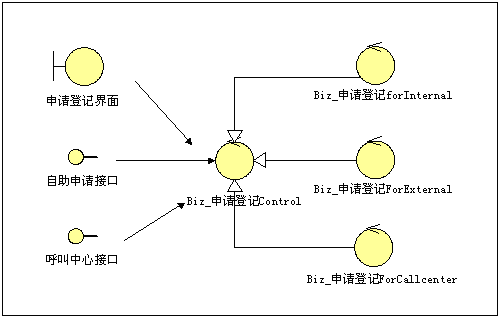 申请登记界面
Biz_申请登记forInternal
自助申请接口
Biz_申请登记Control
Biz_申请登记ForExternal
呼叫中心接口
Biz_申请登记ForCallcenter